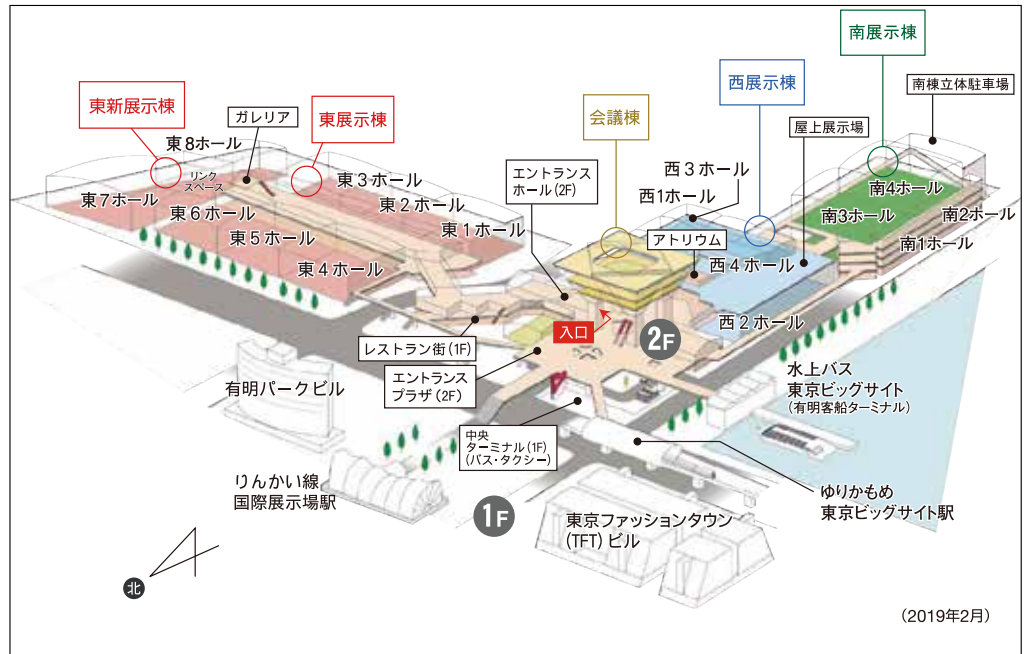 南展示棟
東新展示棟
ガレリア
東展示棟
会議棟
西展示棟
南棟立体駐車場
屋上展示場
東8ホール
リンク
スペース
東3ホール
東7ホール
東2ホール
東6ホール
東1ホール
東5ホール
東4ホール
エントランス
ホール(2F)
西3ホール
西1ホール
アトリウム
西4ホール
西2ホール
南4ホール
南3ホール
南2ホール
南1ホール
入口
2F
レストラン街(1F)
エントランス
プラザ(2F)
有明パークビル
中央
ターミナル(1F)
(バス・タクシー)
水上バス
東京ビッグサイト
(有明客船ターミナル)
りんかい線
国際展示場駅
1F
東京ファッションタウン
(TFT)ビル
ゆりかもめ
東京ビッグサイト駅
北
(2019年2月)